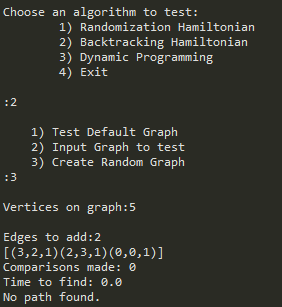 Choose an algorithm to test:
1) Randomization Hamiltonian
2) Backtracking Hamiltonian
3) Dynamic Programming
4) Exit
:2
1) Test Default Graph
2) Input Graph to test
3) Create Random Graph
:3
Vertices on graph:5
Edges to add:2
[(3,2,1)(2,3,1)(0,0,1)]
Comparisons made: 0
Time to find: 0.0
No path found.